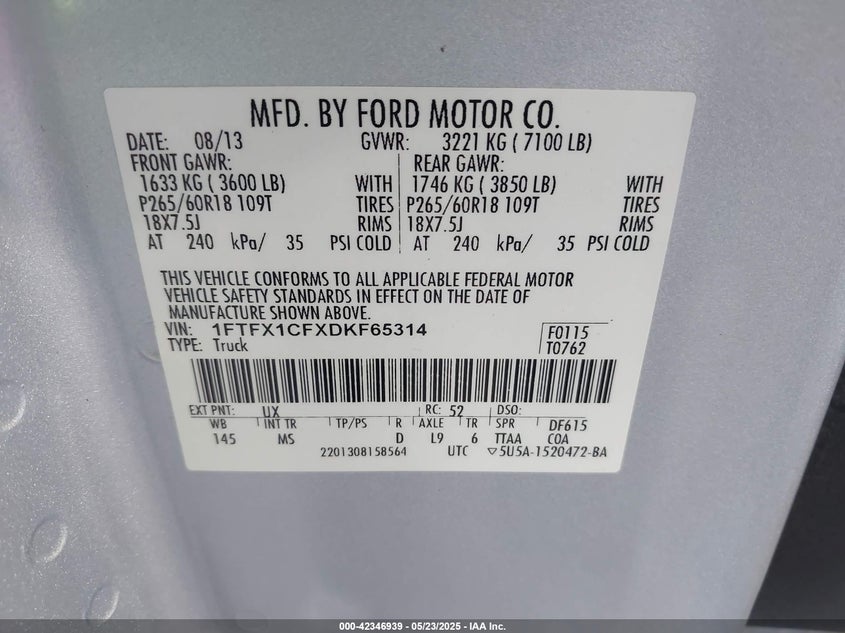 MFD. BY FORD MOTOR CO.
DATE: 08/13 GVWR: 3221 KG ( 7100 LB)
FRONT GAWR: REAR GAWR:
1633 KG ( 3600 LB) WITH 1746 KG ( 3850 LB) WITH
P265/60R18 109T TIRES P265/60R18 109T TIRES
18X7.5J RIMS 18X7.5J RIMS
AT 240 kPa/ 35 PSI COLD AT 240 kPa/ 35 PSI COLD
THIS VEHICLE CONFORMS TO ALL APPLICABLE FEDERAL MOTOR
VEHICLE SAFETY STANDARDS IN EFFECT ON THE DATE OF
MANUFACTURE SHOWN ABOVE.
VIN: 1FTFX1CFXDKF65314 F0115
TYPE: Truck T0762
EXT PNT: UX RC: 52 DSO:
WB INT TR TP/PS R AXLE TR SPR DF615
145 MS D L9 6 TTAA COA
2201308158564 UTC ▽5U5A-1520472-BA
000-42346939 - 05/23/2025 - IAA Inc.